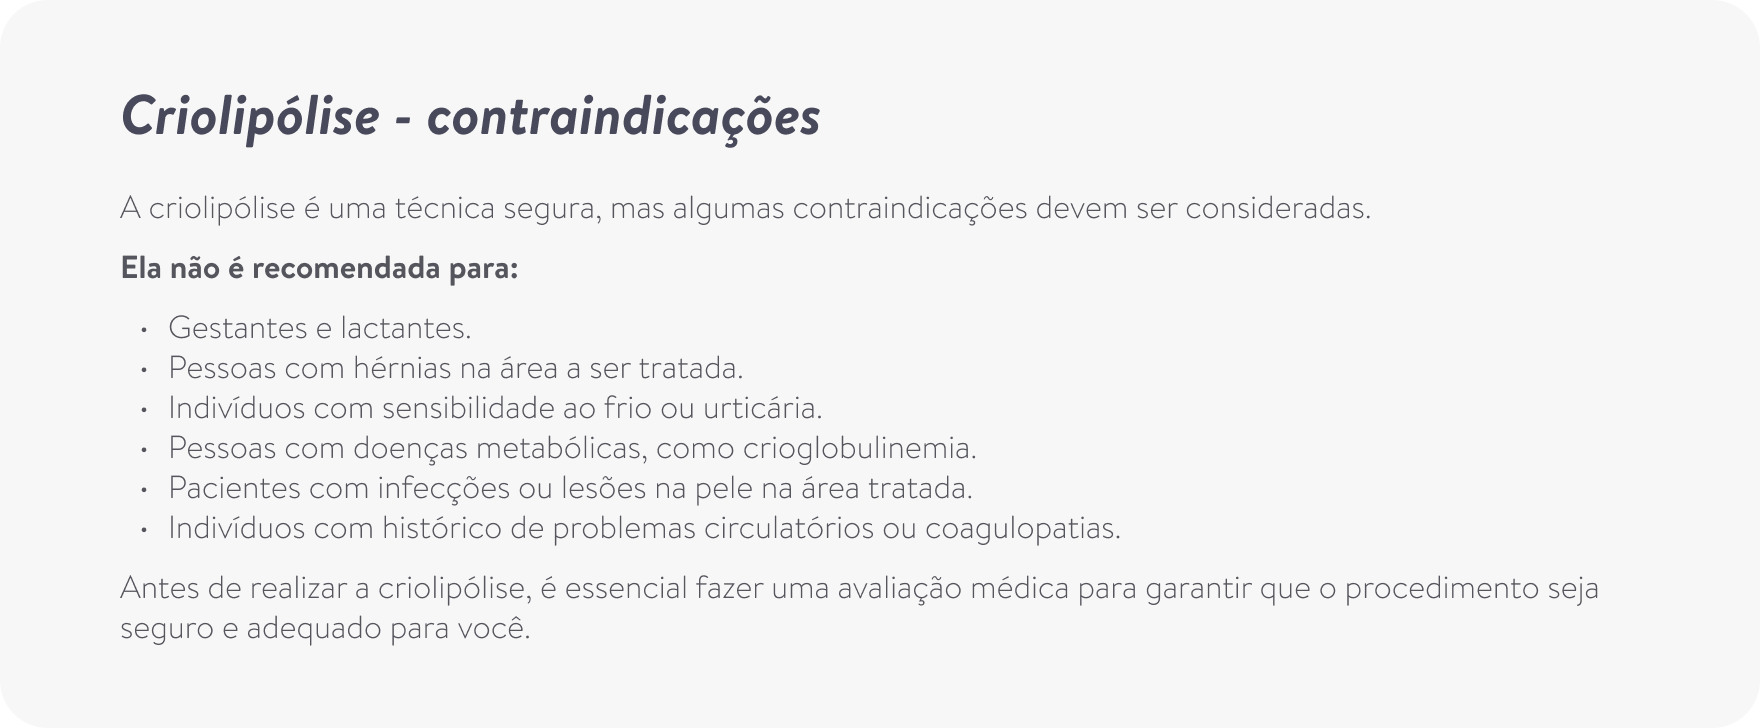 Criolipólise - contraindicações
A criolipólise é uma técnica segura, mas algumas contraindicações devem ser consideradas.
Ela não é recomendada para:
• Gestantes e lactantes.
• Pessoas com hérnias na área a ser tratada.
• Indivíduos com sensibilidade ao frio ou urticária.
• Pessoas com doenças metabólicas, como crioglobulinemia.
• Pacientes com infecções ou lesões na pele na área tratada.
• Indivíduos com histórico de problemas circulatórios ou coagulopatias.
Antes de realizar a criolipólise, é essencial fazer uma avaliação médica para garantir que o procedimento seja
seguro e adequado para você.